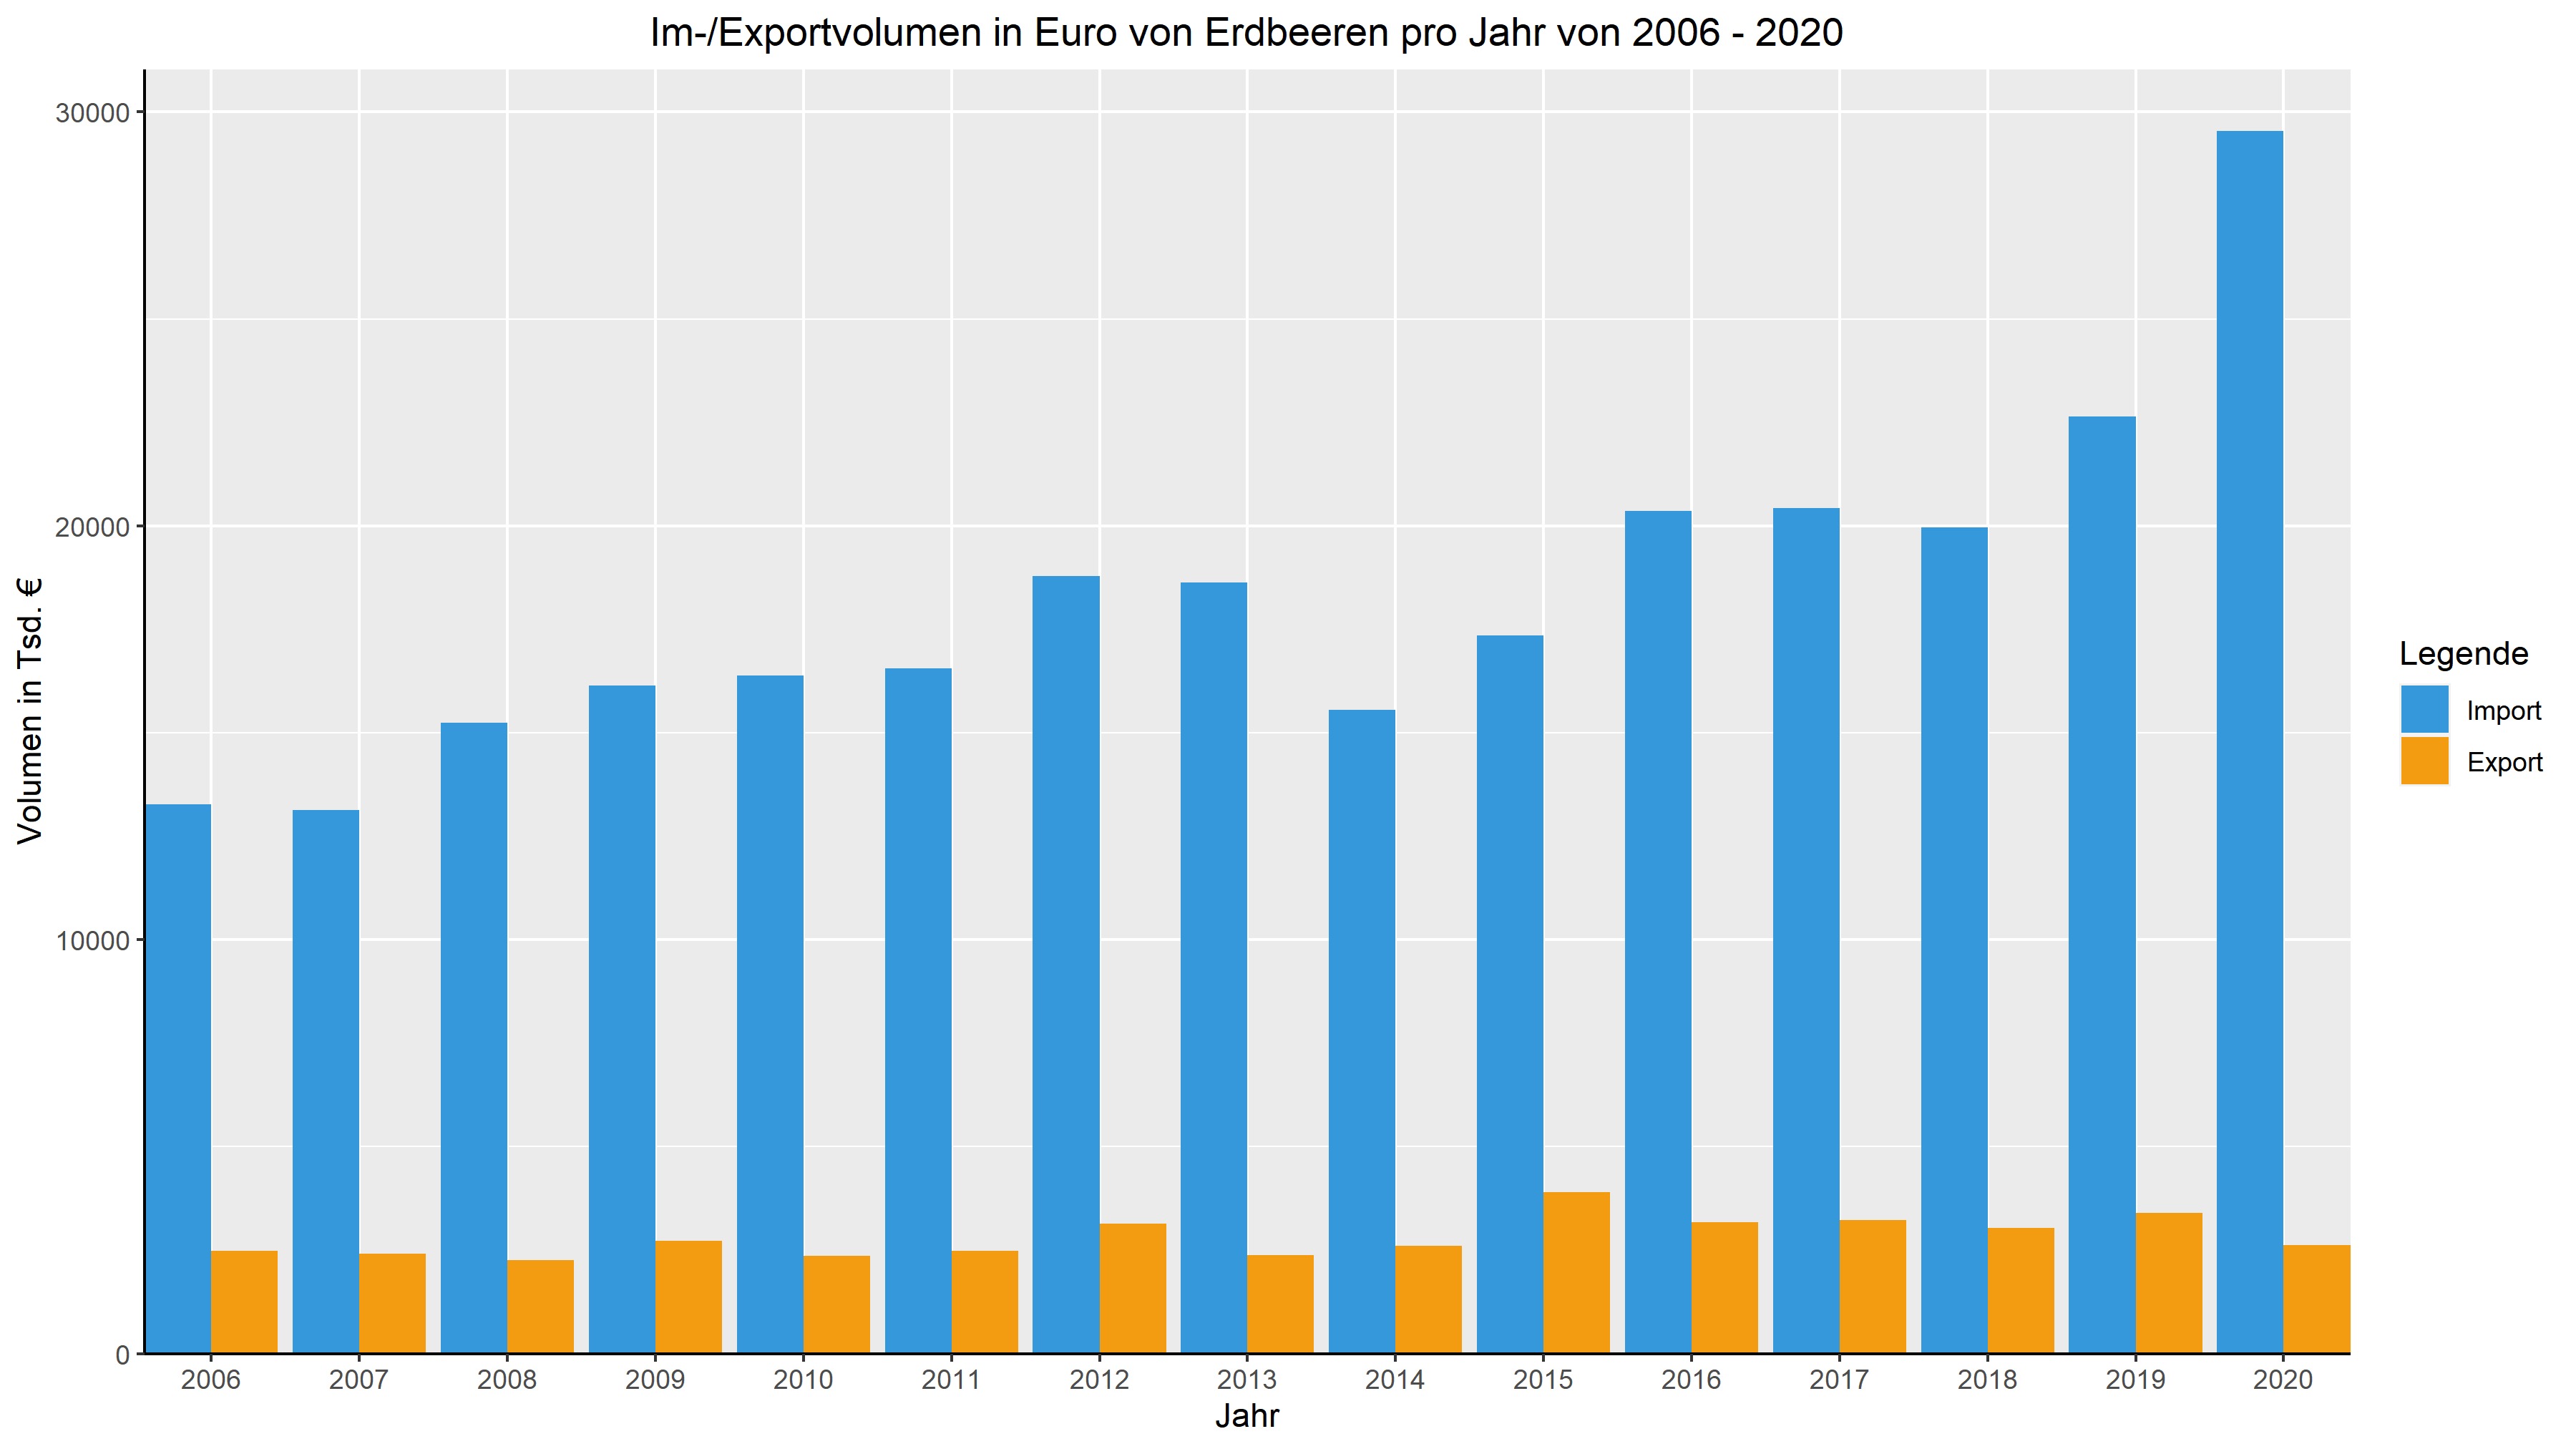 Im-/Exportvolumen in Euro von Erdbeeren pro Jahr von 2006 - 2020
Volumen in Tsd. €
30000
20000
10000
0
2006 2007 2008 2009 2010 2011 2012 2013 2014 2015 2016 2017 2018 2019 2020
Jahr
Legende
Import
Export